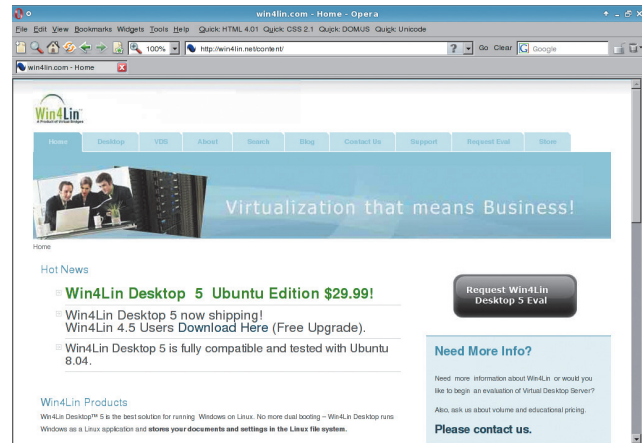 win4lin.com - Home - Opera
File Edit View Bookmarks Widgets Tools Help Quick: HTML 4.01 Quick: CSS 2.1 Quick: DOM/JS Quick: Unicode
100% http://win4lin.net/content/ ? Go Clear G Google
win4lin.com - Home
Win4Lin
A Product of Virtual Bridges
Home Desktop VDS About Search Blog Contact Us Support Request Eval Store
Virtualization that means Business!
Home
Hot News
Win4Lin Desktop 5 Ubuntu Edition $29.99!
Win4Lin Desktop 5 now shipping!
Win4Lin 4.5 Users Download Here (Free Upgrade).
Win4Lin Desktop 5 is fully compatible and tested with Ubuntu
8.04.
Win4Lin Products
Win4Lin Desktop™ 5 is the best solution for running Windows on Linux. No more dual booting – Win4Lin Desktop runs
Windows as a Linux application and stores your documents and settings in the Linux file system.
Request Win4Lin
Desktop 5 Eval
Need More Info?
Need more information about Win4Lin or would you
like to begin an evaluation of Virtual Desktop Server?
Also, ask us about volume and educational pricing.
Please contact us.